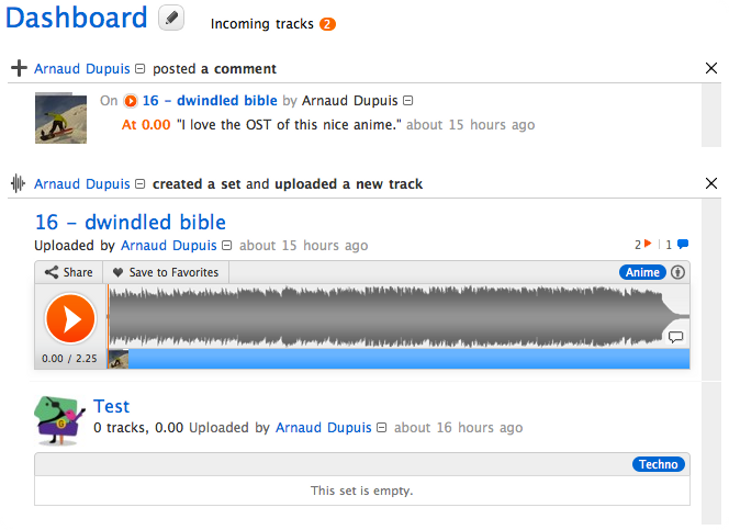 Dashboard Incoming tracks 2
Arnaud Dupuis posted a comment
On 16 - dwindled bible by Arnaud Dupuis
At 0.00 "I love the OST of this nice anime." about 15 hours ago
Arnaud Dupuis created a set and uploaded a new track
16 - dwindled bible
Uploaded by Arnaud Dupuis about 15 hours ago 2 | 1
Share Save to Favorites Anime
0.00 / 2.25
Test
0 tracks, 0.00 Uploaded by Arnaud Dupuis about 16 hours ago
Techno
This set is empty.